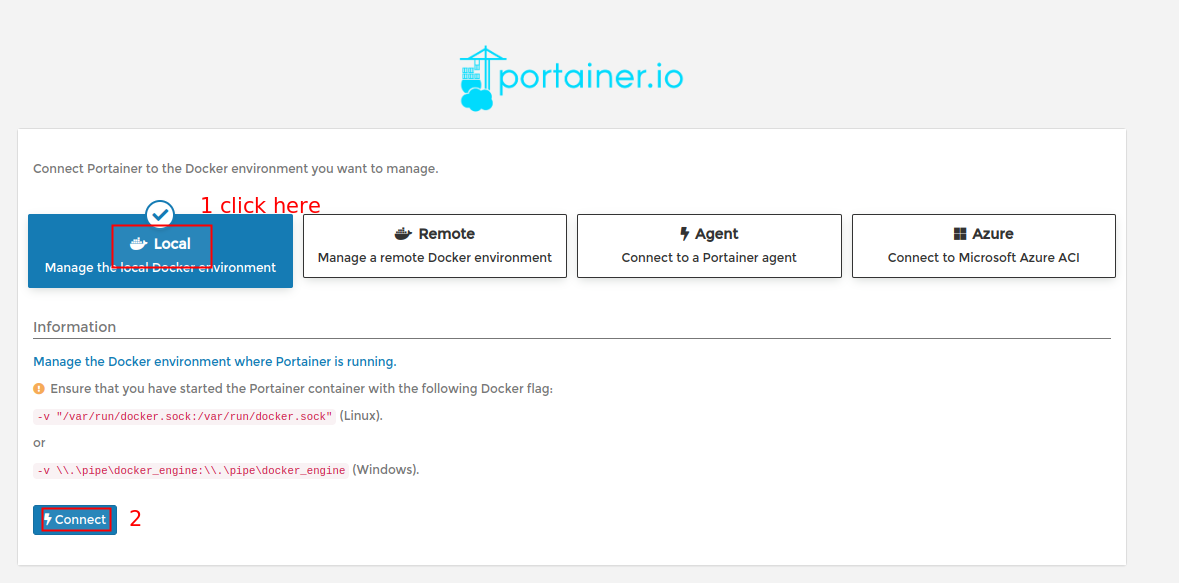 portainer.io
Connect Portainer to the Docker environment you want to manage.
1 click here
Local
Manage the local Docker environment
Remote
Manage a remote Docker environment
Agent
Connect to a Portainer agent
Azure
Connect to Microsoft Azure ACI
Information
Manage the Docker environment where Portainer is running.
Ensure that you have started the Portainer container with the following Docker flag:
-v "/var/run/docker.sock:/var/run/docker.sock" (Linux).
or
-v \\.\pipe\docker_engine:\\.\pipe\docker_engine (Windows).
Connect 2